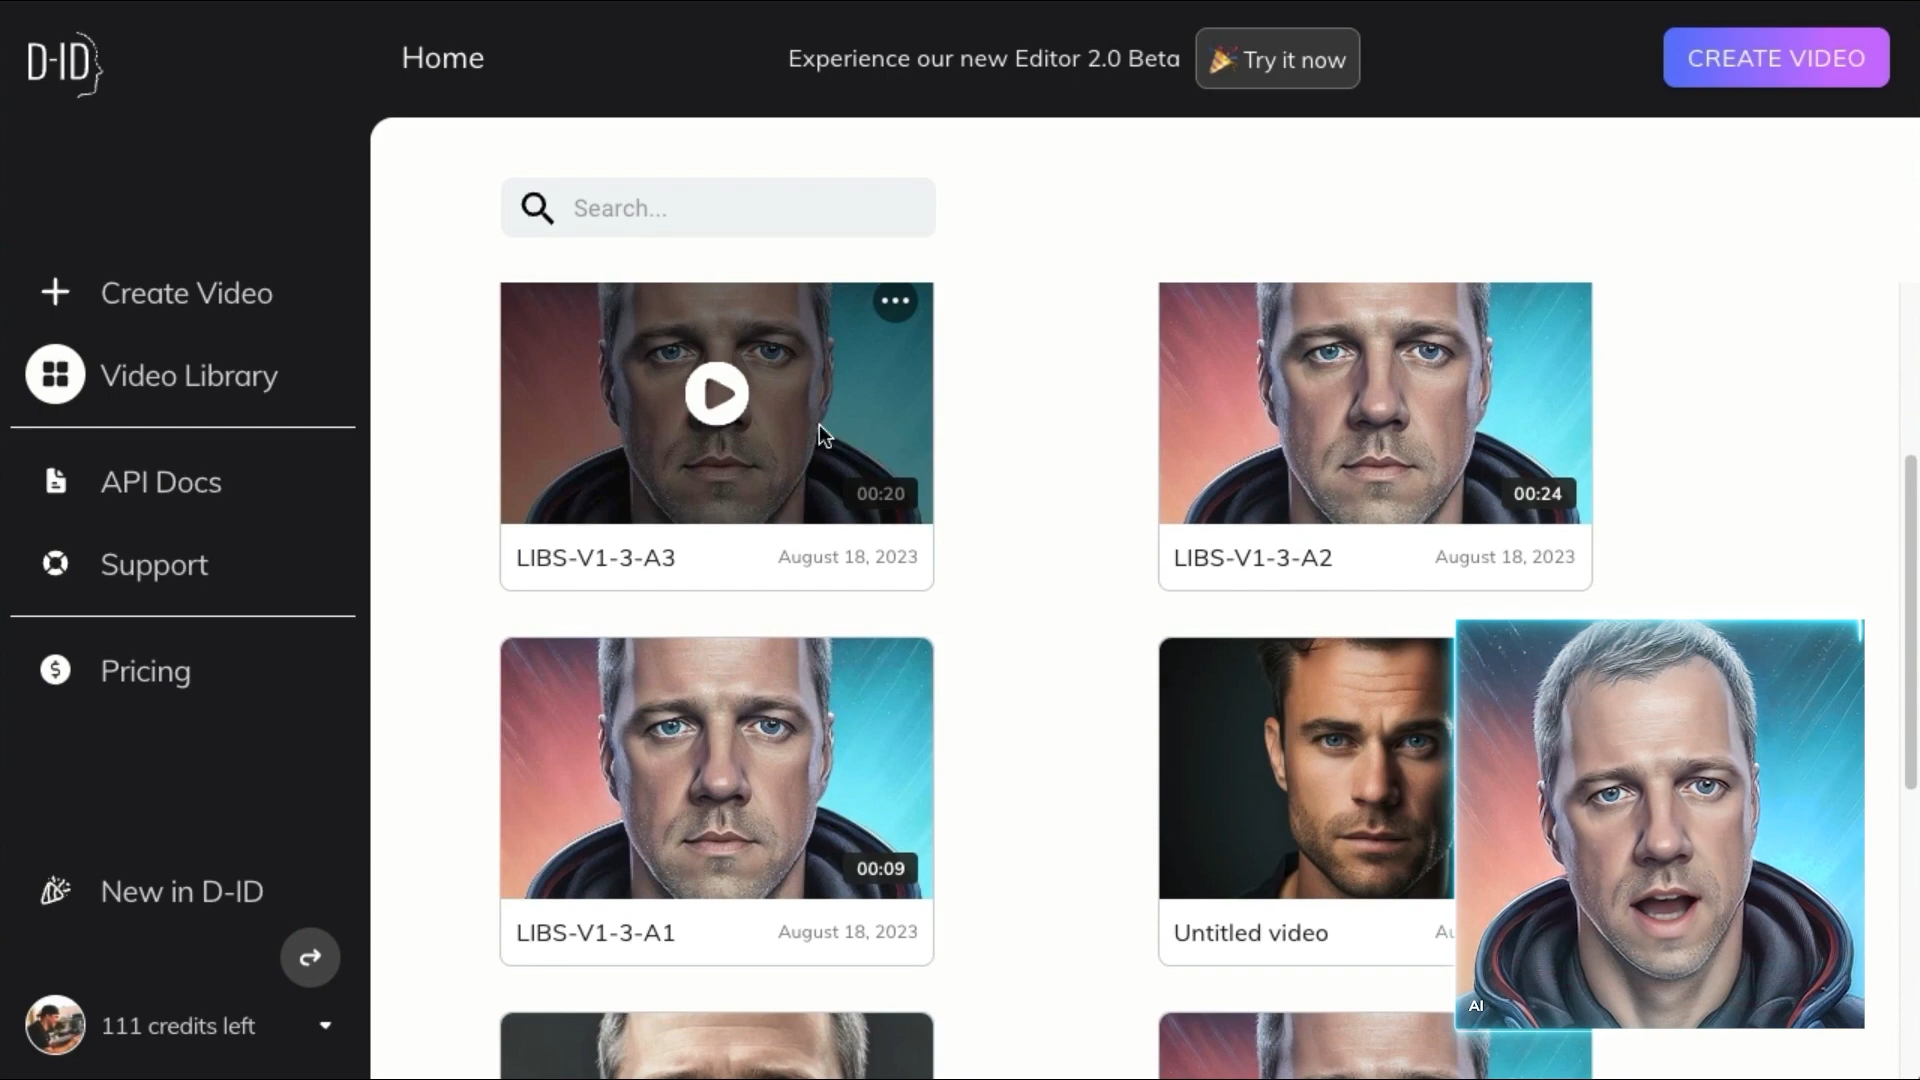 D-ID
Home
Experience our new Editor 2.0 Beta
Try it now
CREATE VIDEO
Search...
Create Video
Video Library
API Docs
Support
Pricing
New in D-ID
111 credits left
00:20
LIBS-V1-3-A3
August 18, 2023
00:24
LIBS-V1-3-A2
August 18, 2023
00:09
LIBS-V1-3-A1
August 18, 2023
Untitled video
Au
AI